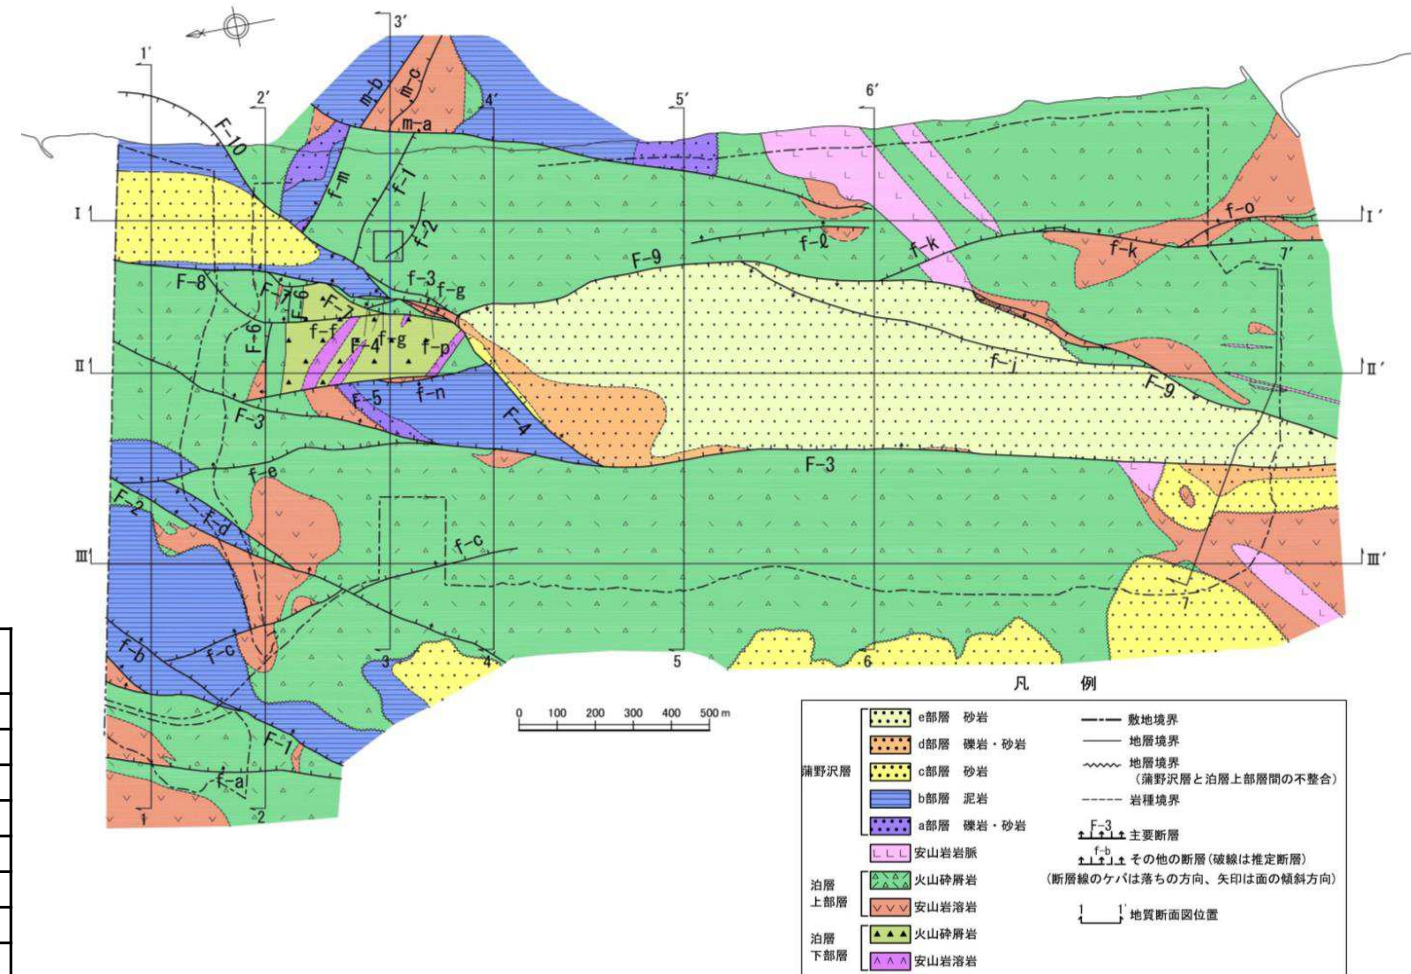 3'
1'
2'
4'
5'
6'
F-10
m-b
m-c
m-a
f-m
f-1
f-2
I
I'
f-o
f-k
f-k
f-ℓ
7'
F-9
F-8
F-7
F-6
F-7
f-3
f-g
F-6
f-f
F-4
f-g
f-p
f-j
II
II'
F-9
F-5
f-n
F-3
F-4
F-3
f-e
F-2
f-d
f-c
III
III'
7
f-b
f-c
3
4
5
6
F-1
f-a
1
2
0 100 200 300 400 500 m
凡 例
蒲野沢層
e部層 砂岩
d部層 礫岩・砂岩
c部層 砂岩
b部層 泥岩
a部層 礫岩・砂岩
安山岩岩脈
泊層
上部層
火山砕屑岩
安山岩溶岩
泊層
下部層
火山砕屑岩
安山岩溶岩
敷地境界
地層境界
地層境界
(蒲野沢層と泊層上部層間の不整合)
岩種境界
F-3
主要断層
f-b
その他の断層(破線は推定断層)
(断層線のケバは落ちの方向、矢印は面の傾斜方向)
1 1'
地質断面図位置